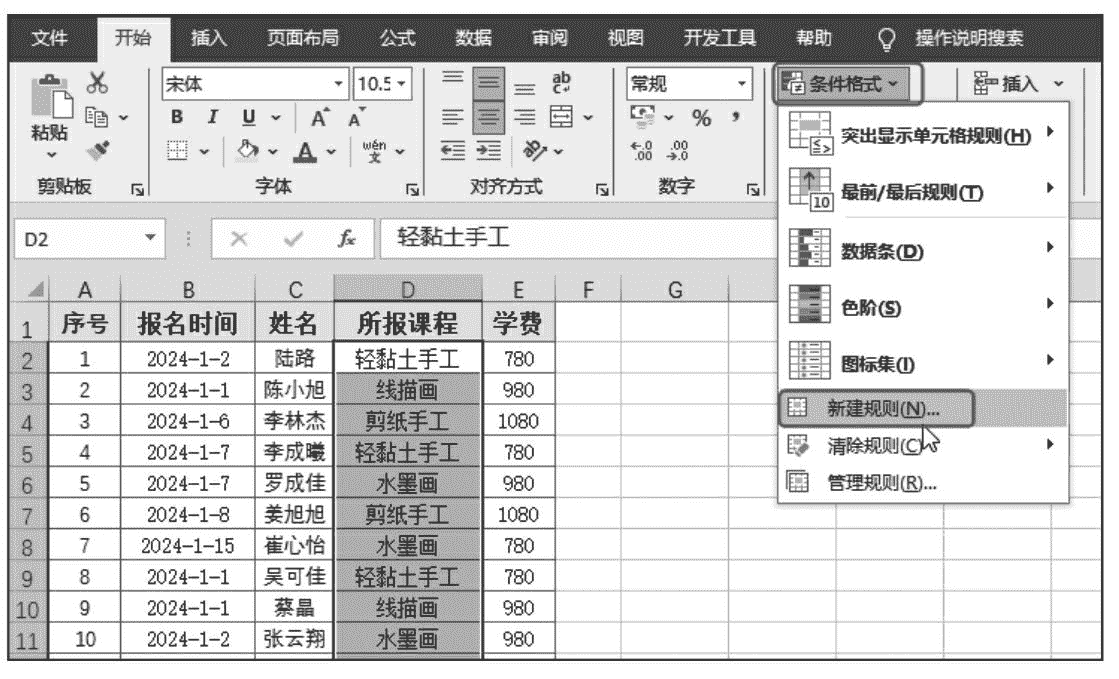 文件 开始 插入 页面布局 公式 数据 审阅 视图 开发工具 帮助 操作说明搜索
宋体 10.5 ab 常规 条件格式 插入
粘贴 B I U A A wén 文 % ,
剪贴板 字体 对齐方式 数字
突出显示单元格规则(H)
最前/最后规则(T)
10
数据条(D)
色阶(S)
图标集(I)
新建规则(N)...
清除规则(C)
管理规则(R)...
D2 fx 轻黏土手工
A B C D E F G
1 序号 报名时间 姓名 所报课程 学费
2 1 2024-1-2 陆路 轻黏土手工 780
3 2 2024-1-1 陈小旭 线描画 980
4 3 2024-1-6 李林杰 剪纸手工 1080
5 4 2024-1-7 李成曦 轻黏土手工 780
6 5 2024-1-7 罗成佳 水墨画 980
7 6 2024-1-8 姜旭旭 剪纸手工 1080
8 7 2024-1-15 崔心怡 水墨画 780
9 8 2024-1-1 吴可佳 轻黏土手工 780
10 9 2024-1-1 蔡晶 线描画 980
11 10 2024-1-2 张云翔 水墨画 980